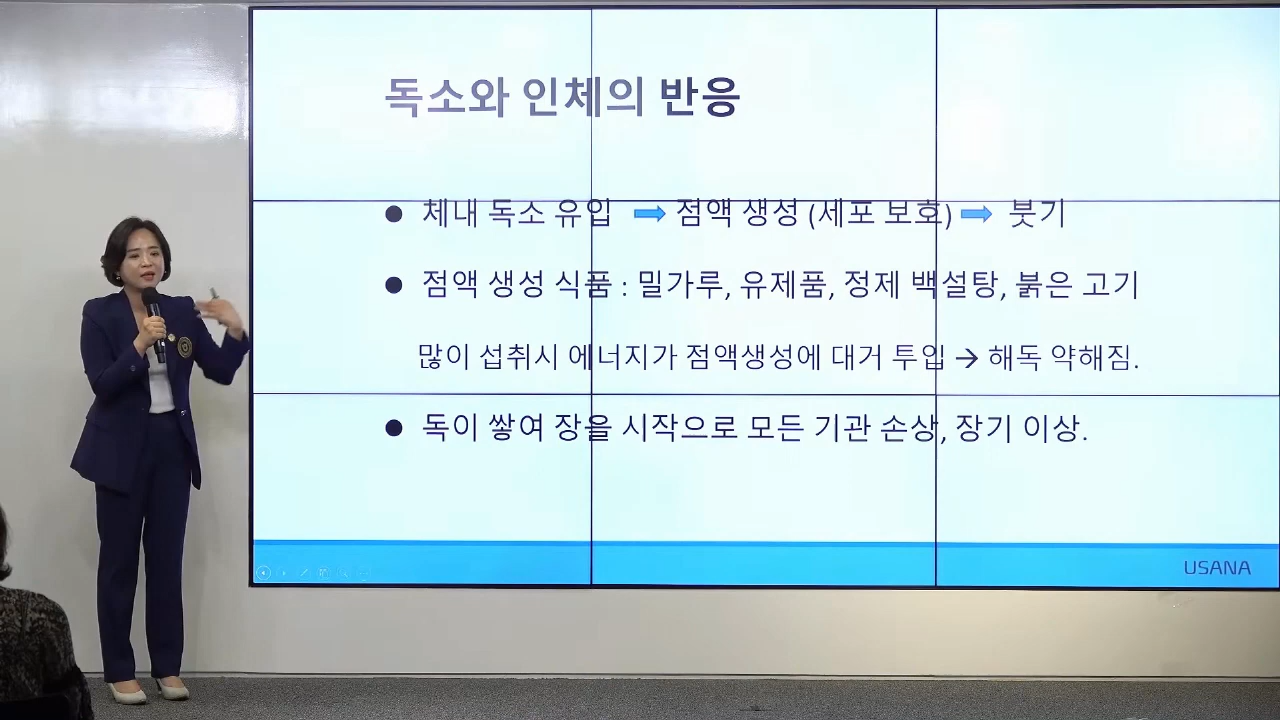 독소와 인체의 반응
● 체내 독소 유입 ➡ 점액 생성 (세포 보호) ➡ 붓기
● 점액 생성 식품 : 밀가루, 유제품, 정제 백설탕, 붉은 고기
많이 섭취시 에너지가 점액생성에 대거 투입 → 해독 약해짐.
● 독이 쌓여 장을 시작으로 모든 기관 손상, 장기 이상.
USANA